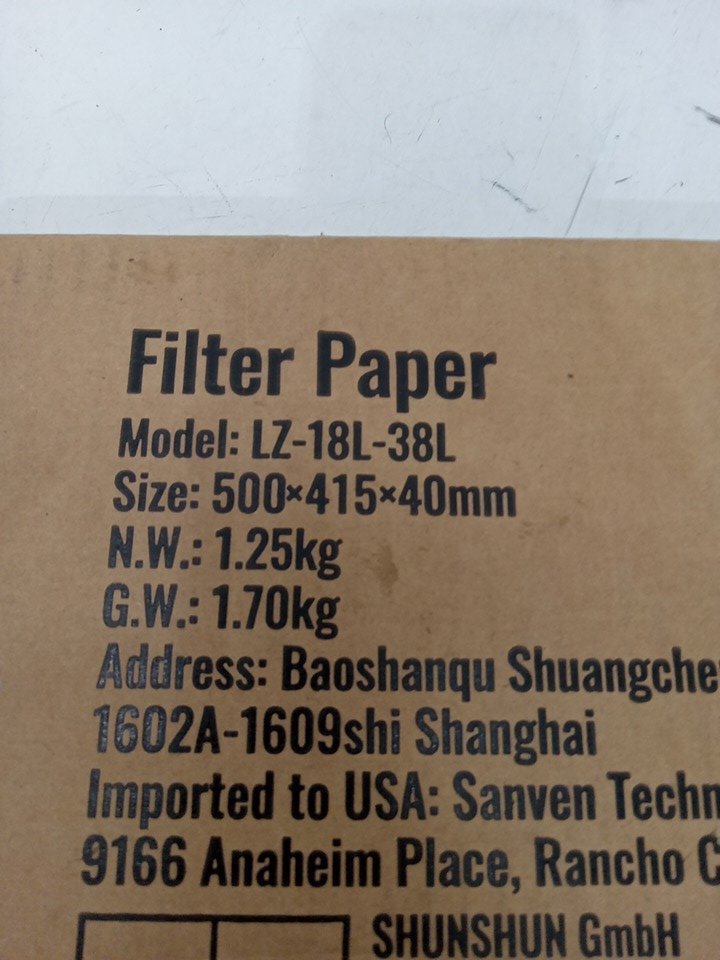 Filter Paper
Model: LZ-18L-38L
Size: 500×415×40mm
N.W.: 1.25kg
G.W.: 1.70kg
Address: Baoshanqu
1602A-1609shi Shanghai
Imported to USA: Sanven
9166 Anaheim Place, Rancho
SHUNSHUN GmbH